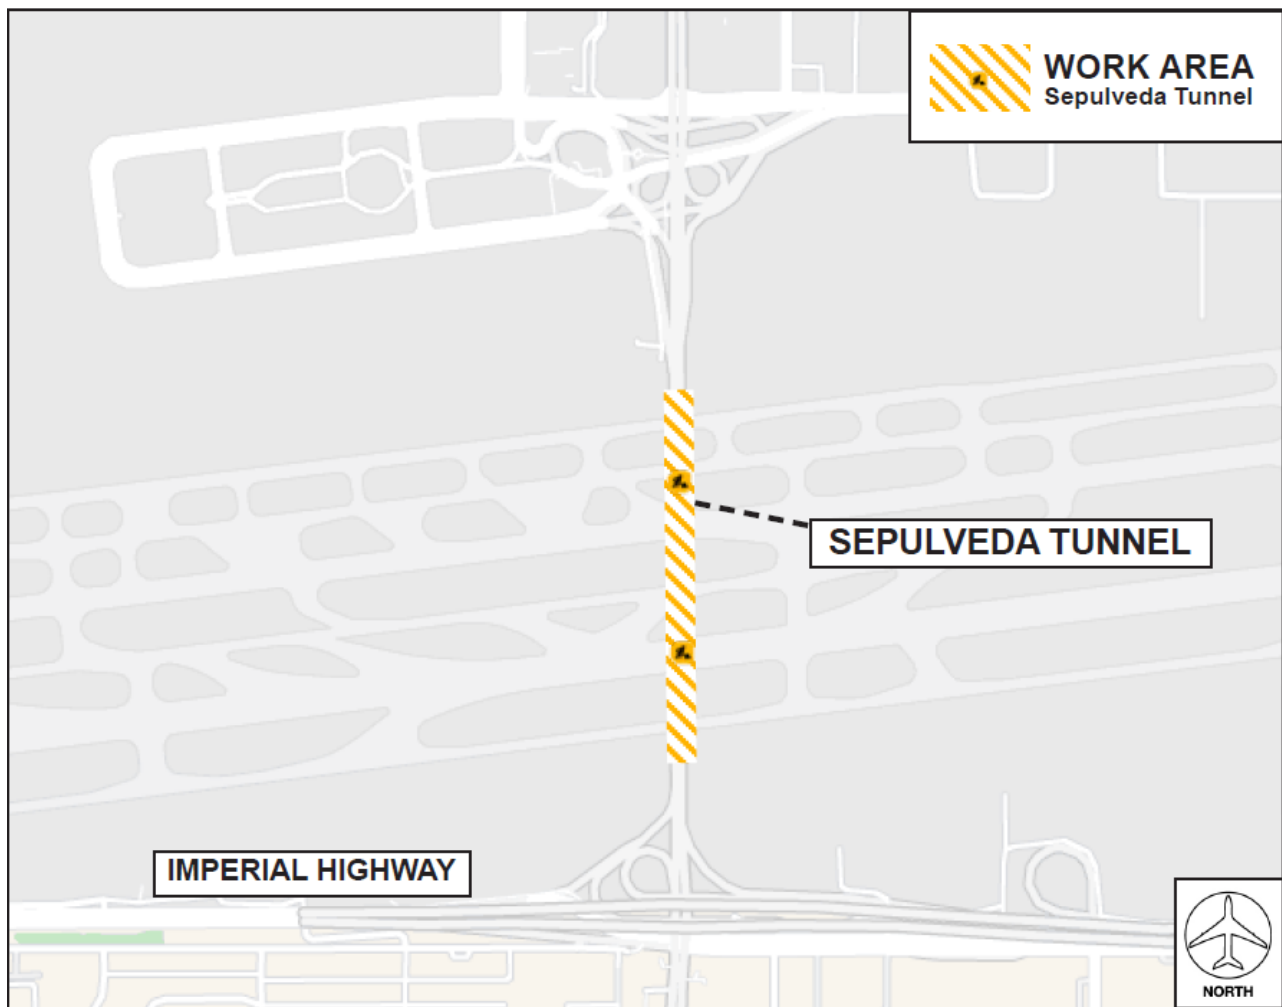 WORK AREA
Sepulveda Tunnel
SEPULVEDA TUNNEL
IMPERIAL HIGHWAY
NORTH